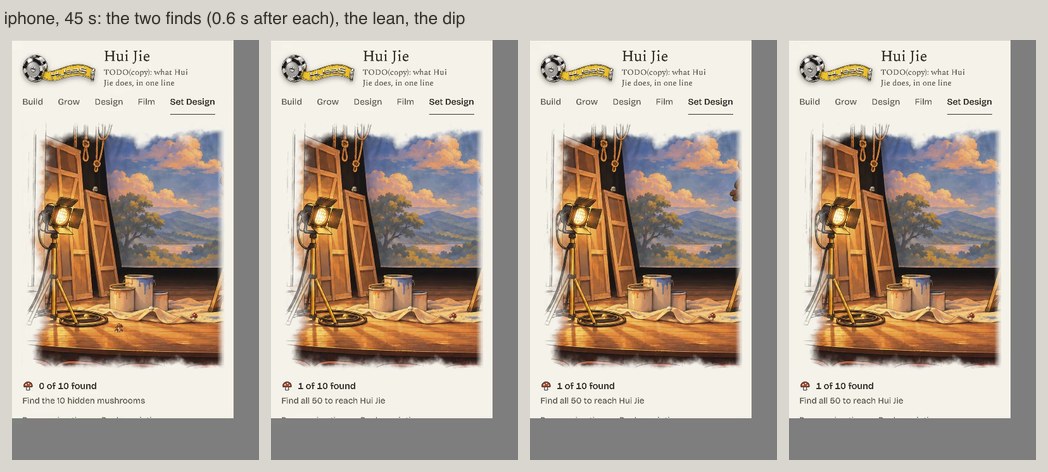 iphone, 45 s: the two finds (0.6 s after each), the lean, the dip
Hui Jie
TODO(copy): what Hui
Jie does, in one line
Build Grow Design Film Set Design
0 of 10 found
Find the 10 hidden mushrooms
Hui Jie
TODO(copy): what Hui
Jie does, in one line
Build Grow Design Film Set Design
1 of 10 found
Find all 50 to reach Hui Jie
Hui Jie
TODO(copy): what Hui
Jie does, in one line
Build Grow Design Film Set Design
1 of 10 found
Find all 50 to reach Hui Jie
Hui Jie
TODO(copy): what Hui
Jie does, in one line
Build Grow Design Film Set Design
1 of 10 found
Find all 50 to reach Hui Jie